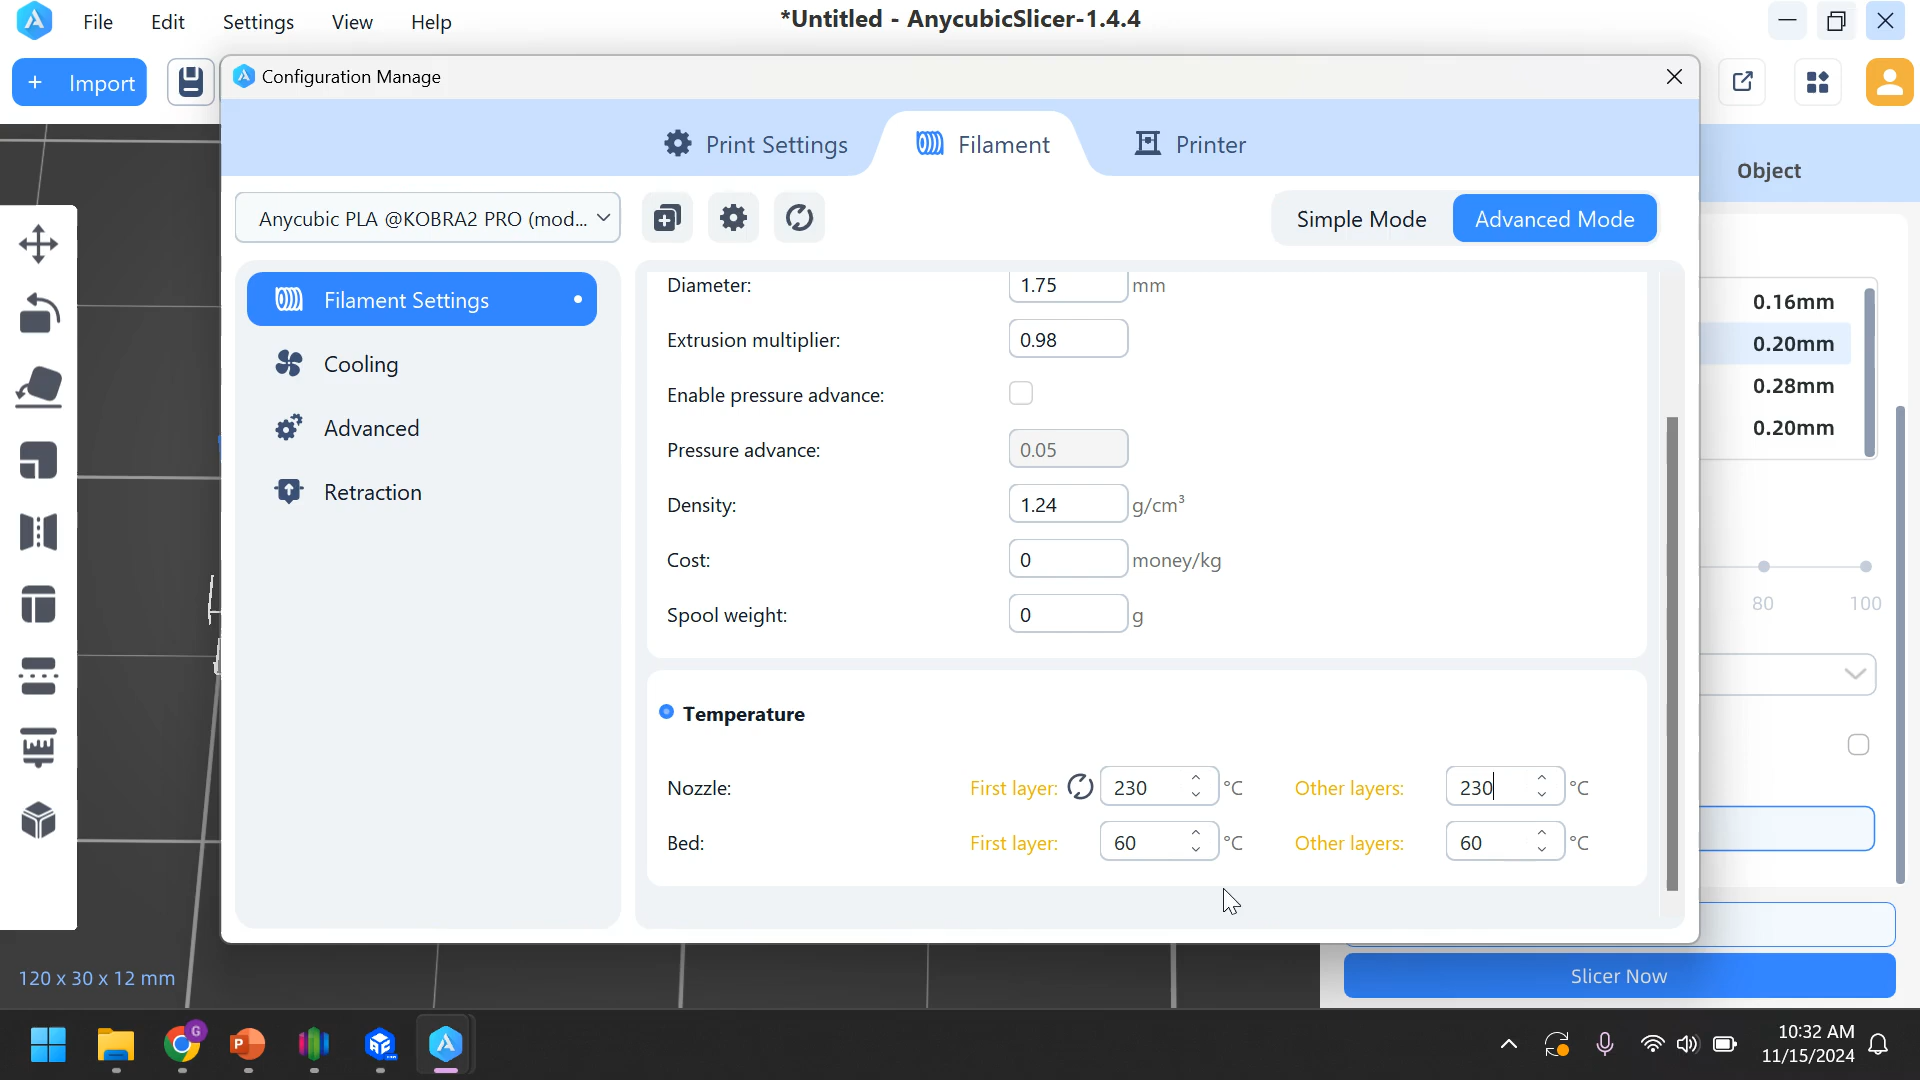 File Edit Settings View Help *Untitled - AnycubicSlicer-1.4.4
+ Import
Configuration Manage
Print Settings Filament Printer
Object
Anycubic PLA @KOBRA2 PRO (mod... Simple Mode Advanced Mode
Filament Settings
Cooling
Advanced
Retraction
Diameter: 1.75 mm
Extrusion multiplier: 0.98
Enable pressure advance:
Pressure advance: 0.05
Density: 1.24 g/cm³
Cost: 0 money/kg
Spool weight: 0 g
Temperature
Nozzle: First layer: 230 °C Other layers: 230 °C
Bed: First layer: 60 °C Other layers: 60 °C
0.16mm
0.20mm
0.28mm
0.20mm
80 100
120 x 30 x 12 mm
Slicer Now
G
P
10:32 AM
11/15/2024